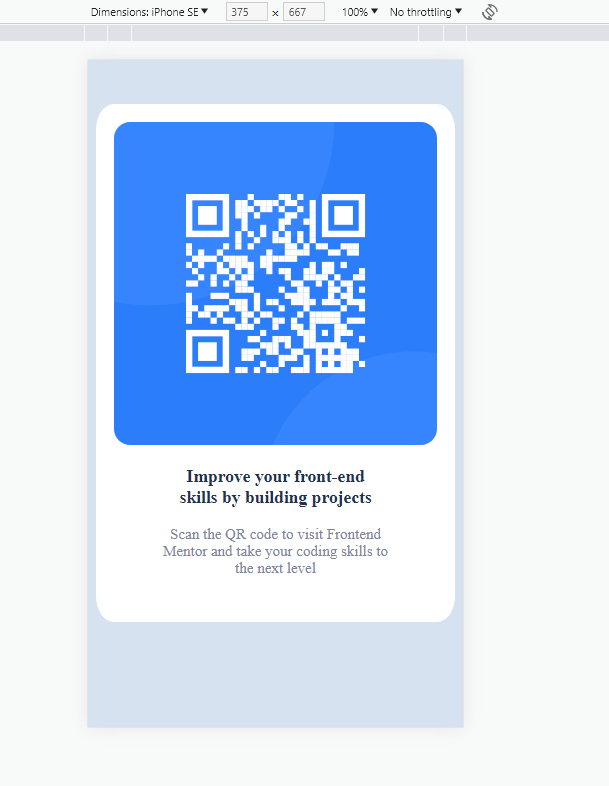 Dimensions: iPhone SE ▼ 375 x 667 100% ▼ No throttling ▼
Improve your front-end
skills by building projects
Scan the QR code to visit Frontend
Mentor and take your coding skills to
the next level